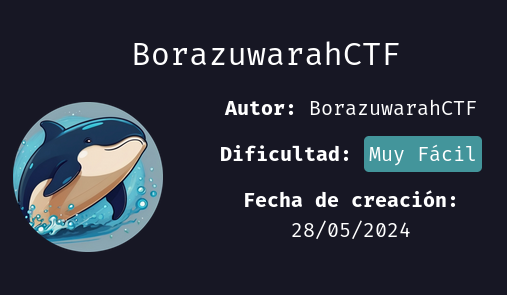 BorazuwarahCTF
Autor: BorazuwarahCTF
Dificultad: Muy Fácil
Fecha de creación:
28/05/2024